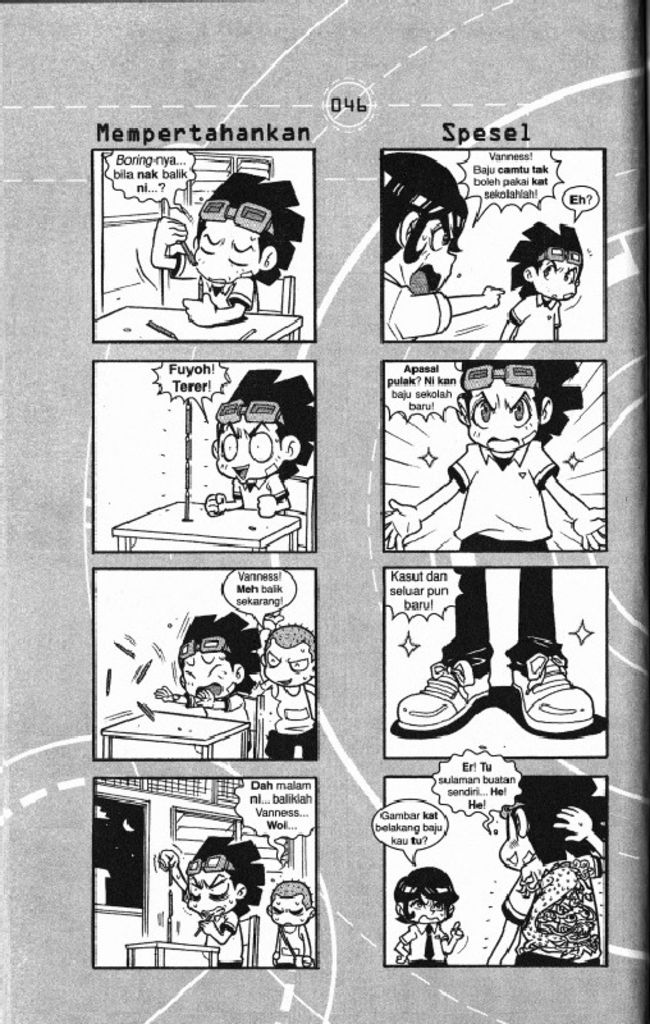 046
Mempertahankan
Boring-nya...
bila nak balik
ni...?
Fuyoh!
Terer!
Vanness!
Meh balik
sekarang!
Dah malam
ni... baliklah
Vanness...
Woi...
Spesel
Vanness!
Baju camtu tak
boleh pakai kat
sekolahlah!
Eh?
Apasal
pulak? Ni kan
baju sekolah
baru!
Kasut dan
seluar pun
baru!
Er! Tu
sulaman buatan
sendiri... He!
He!
Gambar kat
belakang baju
kau tu?